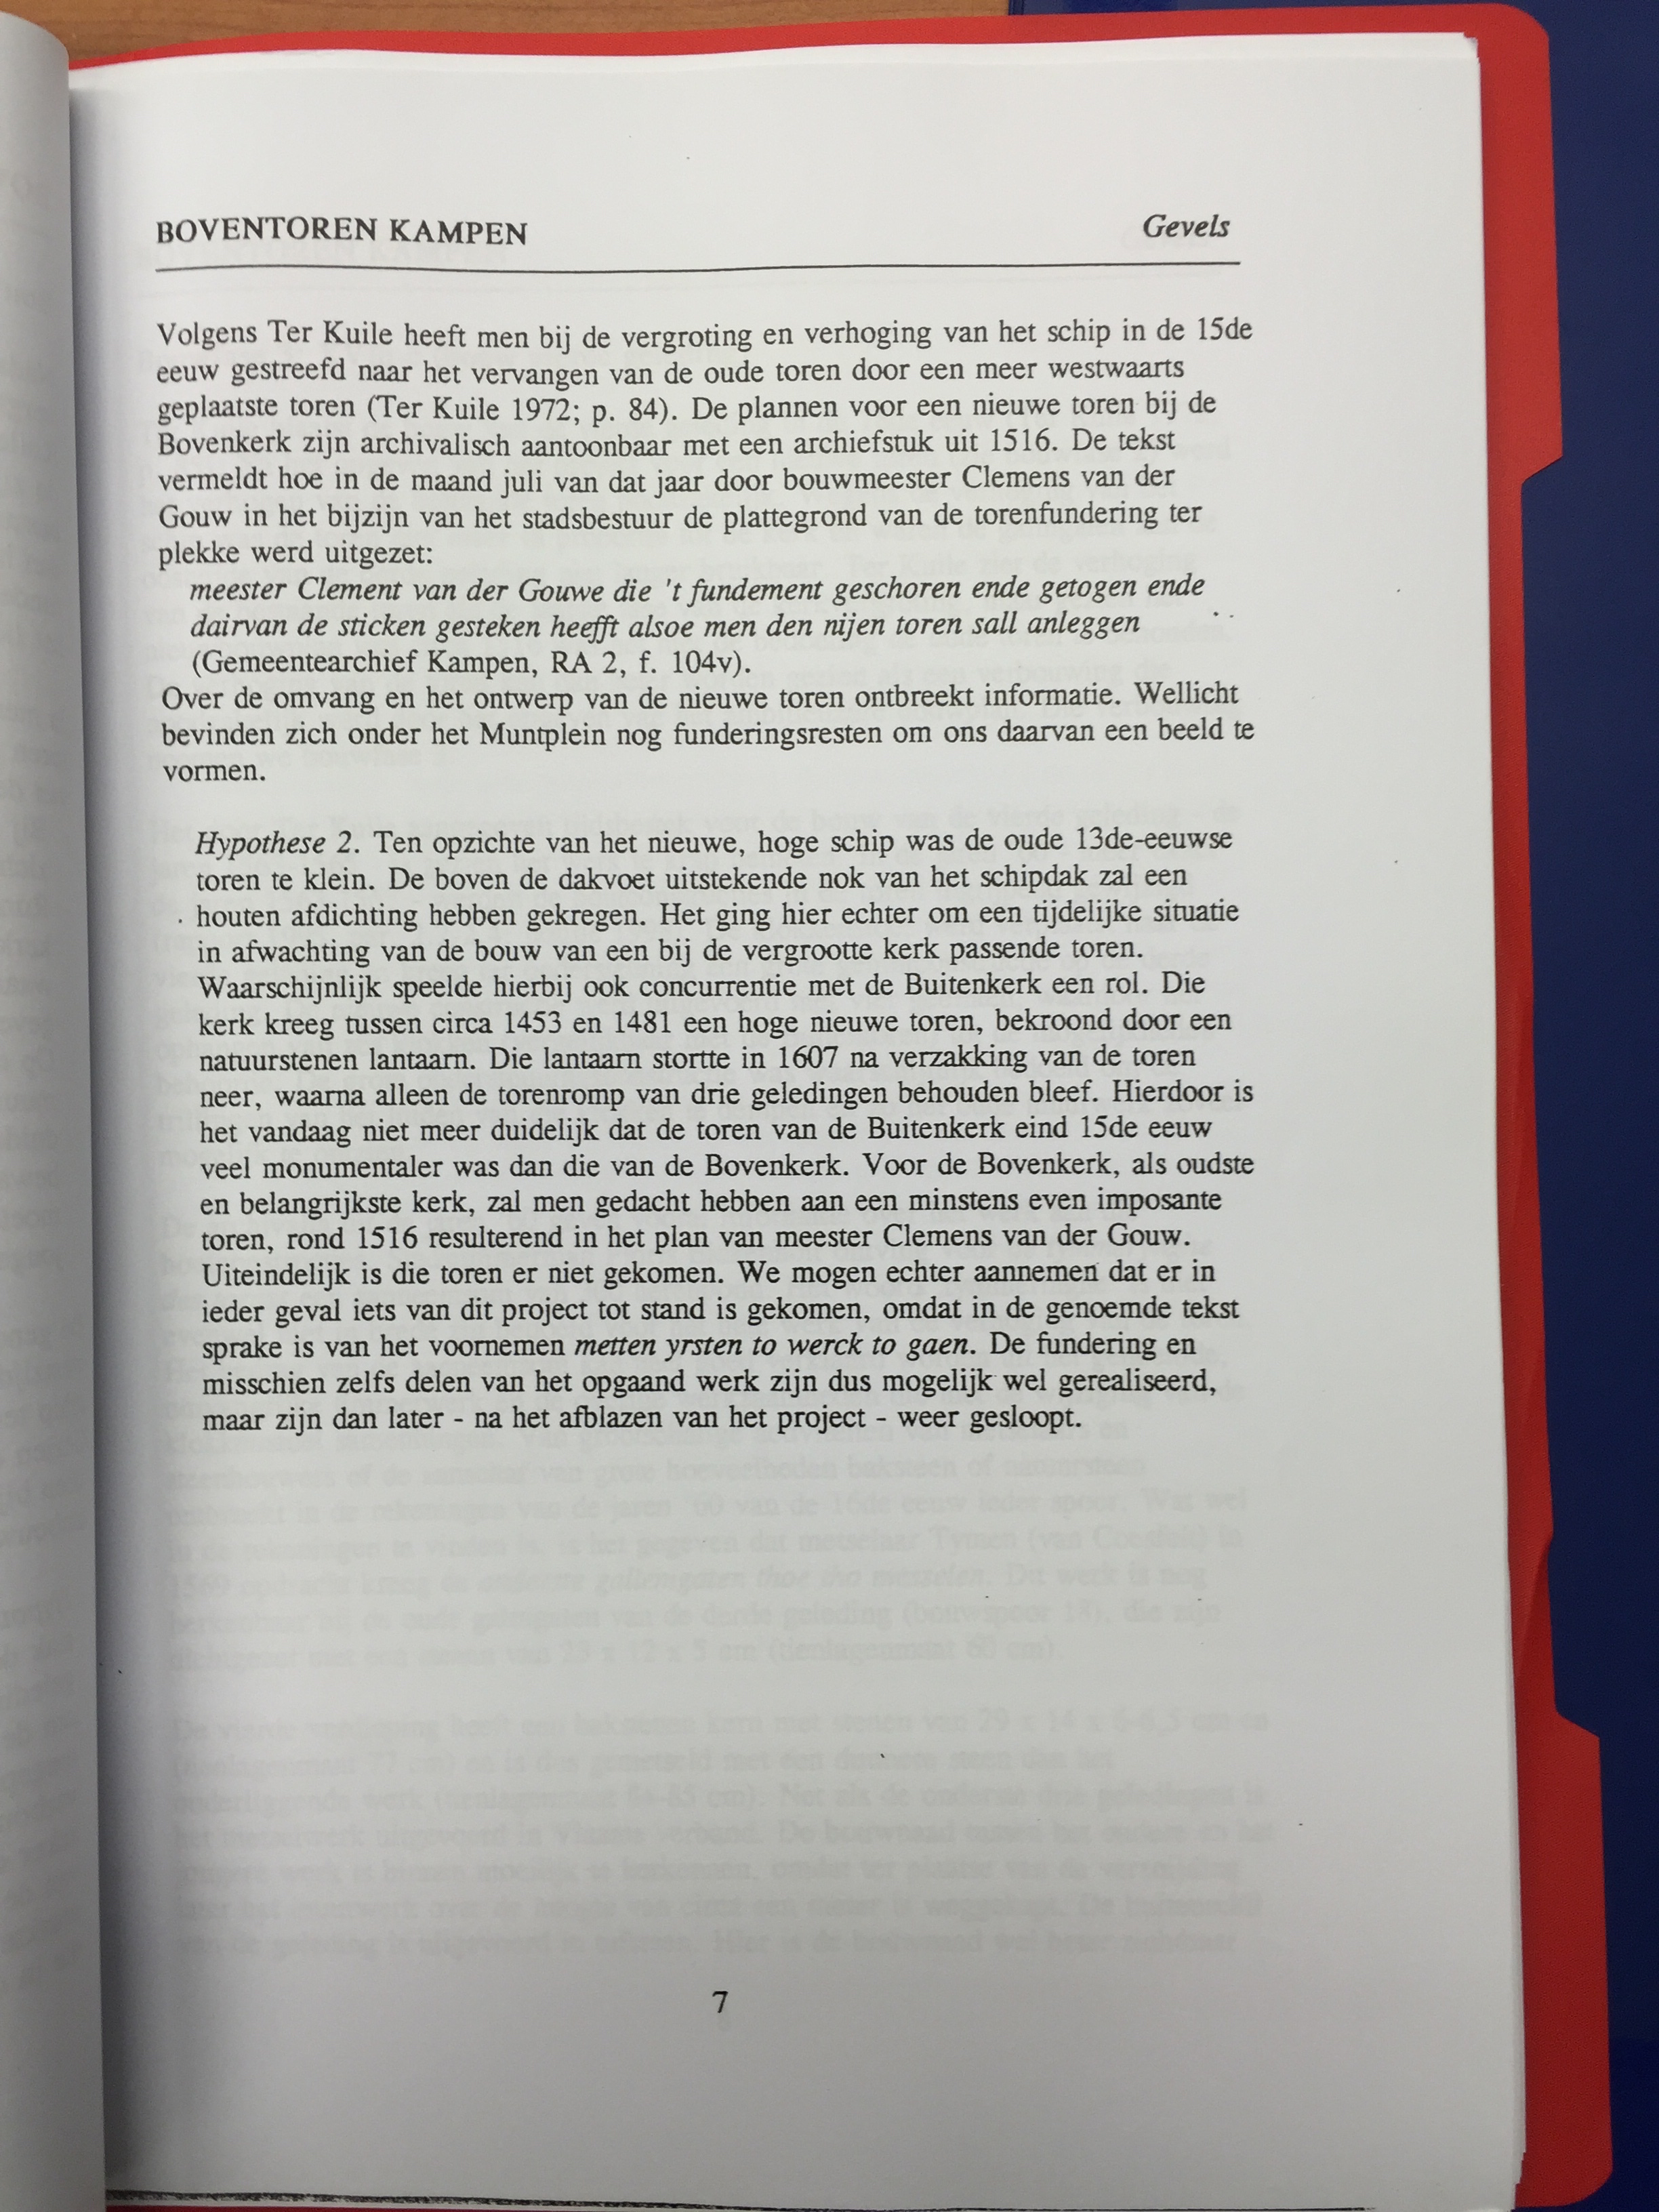 BOVENTOREN KAMPEN
Gevels
Volgens Ter Kuile heeft men bij de vergroting en verhoging van het schip in de 15de
eeuw gestreefd naar het vervangen van de oude toren door een meer westwaarts
geplaatste toren (Ter Kuile 1972; p. 84). De plannen voor een nieuwe toren bij de
Bovenkerk zijn archivalisch aantoonbaar met een archiefstuk uit 1516. De tekst
vermeldt hoe in de maand juli van dat jaar door bouwmeester Clemens van der
Gouw in het bijzijn van het stadsbestuur de plattegrond van de torenfundering ter
plekke werd uitgezet:
meester Clement van der Gouwe die 't fundement geschoren ende getogen ende
dairvan de sticken gesteken heefft alsoe men den nijen toren sall anleggen
(Gemeentearchief Kampen, RA 2, f. 104v).
Over de omvang en het ontwerp van de nieuwe toren ontbreekt informatie. Wellicht
bevinden zich onder het Muntplein nog funderingsresten om ons daarvan een beeld te
vormen.
Hypothese 2. Ten opzichte van het nieuwe, hoge schip was de oude 13de-eeuwse
toren te klein. De boven de dakvoet uitstekende nok van het schipdak zal een
houten afdichting hebben gekregen. Het ging hier echter om een tijdelijke situatie
in afwachting van de bouw van een bij de vergrootte kerk passende toren.
Waarschijnlijk speelde hierbij ook concurrentie met de Buitenkerk een rol. Die
kerk kreeg tussen circa 1453 en 1481 een hoge nieuwe toren, bekroond door een
natuurstenen lantaarn. Die lantaarn stortte in 1607 na verzakking van de toren
neer, waarna alleen de torenromp van drie geledingen behouden bleef. Hierdoor is
het vandaag niet meer duidelijk dat de toren van de Buitenkerk eind 15de eeuw
veel monumentaler was dan die van de Bovenkerk. Voor de Bovenkerk, als oudste
en belangrijkste kerk, zal men gedacht hebben aan een minstens even imposante
toren, rond 1516 resulterend in het plan van meester Clemens van der Gouw.
Uiteindelijk is die toren er niet gekomen. We mogen echter aannemen dat er in
ieder geval iets van dit project tot stand is gekomen, omdat in de genoemde tekst
sprake is van het voornemen metten yrsten to werck to gaen. De fundering en
misschien zelfs delen van het opgaand werk zijn dus mogelijk wel gerealiseerd,
maar zijn dan later - na het afblazen van het project - weer gesloopt.
7